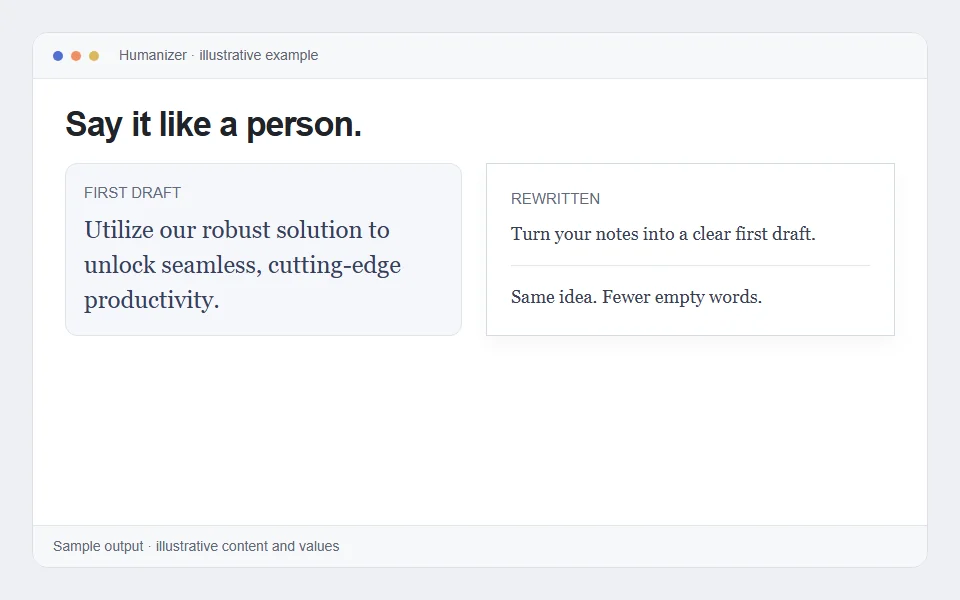 Humanizer · illustrative example
Say it like a person.
FIRST DRAFT
Utilize our robust solution to
unlock seamless, cutting-edge
productivity.
REWRITTEN
Turn your notes into a clear first draft.
Same idea. Fewer empty words.
Sample output · illustrative content and values